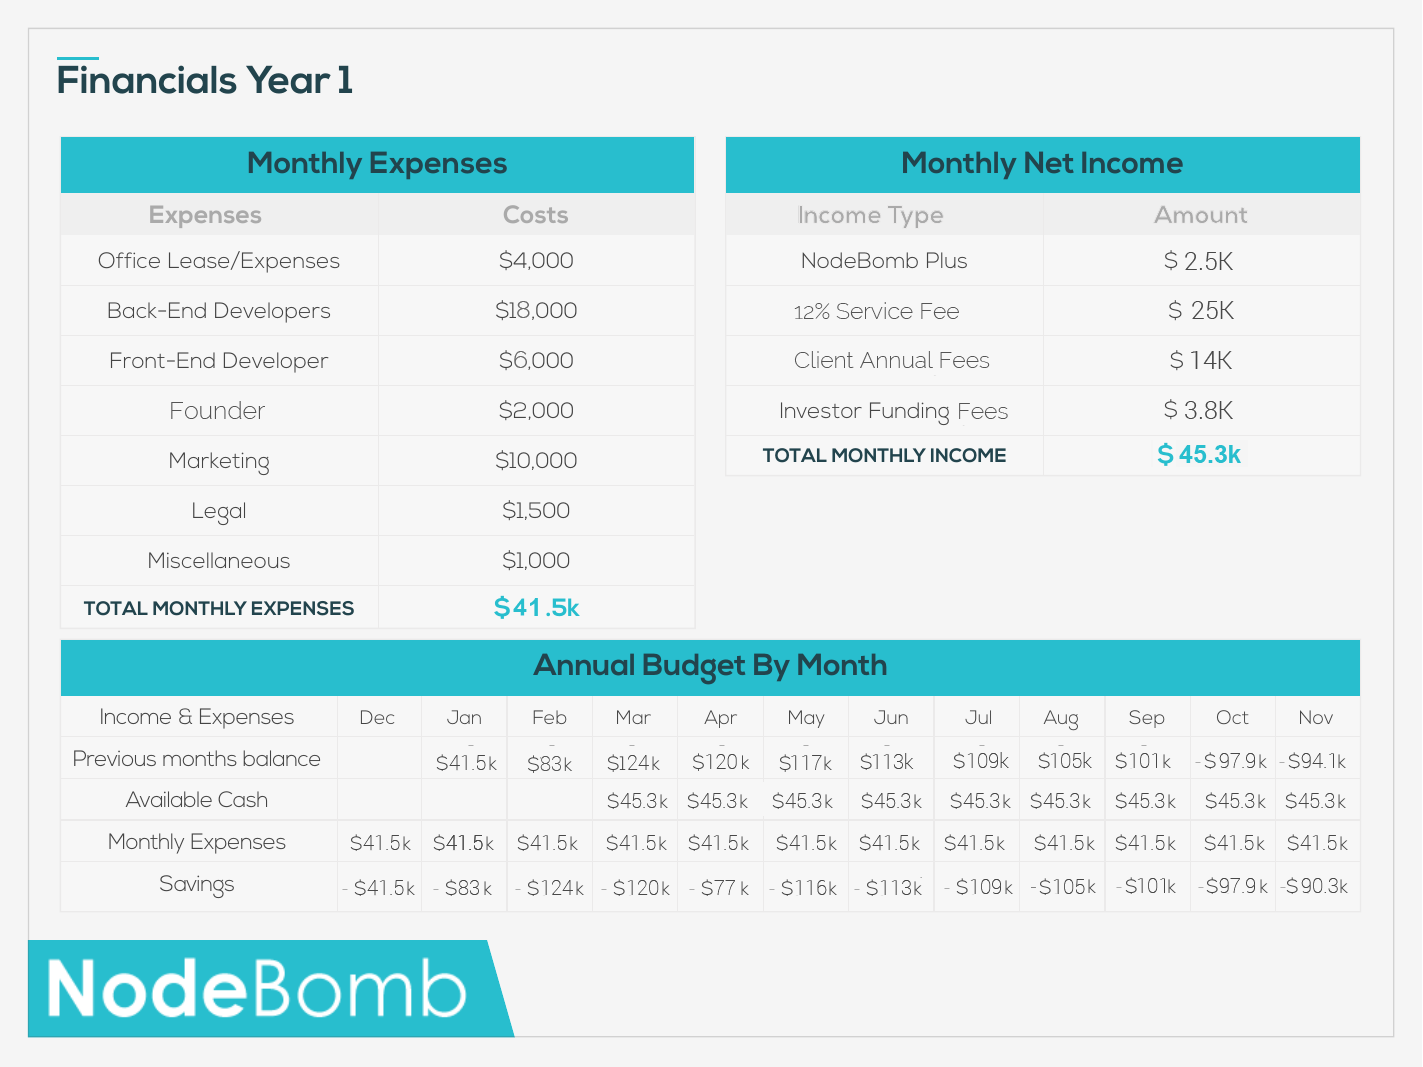 Financials Year 1
Monthly Expenses
Expenses Costs
Office Lease/Expenses $4,000
Back-End Developers $18,000
Front-End Developer $6,000
Founder $2,000
Marketing $10,000
Legal $1,500
Miscellaneous $1,000
TOTAL MONTHLY EXPENSES $41.5k
Monthly Net Income
Income Type Amount
NodeBomb Plus $ 2.5K
12% Service Fee $ 25K
Client Annual Fees $ 14K
Investor Funding Fees $ 3.8K
TOTAL MONTHLY INCOME $ 45.3k
Annual Budget By Month
Income & Expenses Dec Jan Feb Mar Apr May Jun Jul Aug Sep Oct Nov
Previous months balance -$41.5k -$83k -$124k -$120k -$117k -$113k -$109k -$105k -$101k -$97.9k -$94.1k
Available Cash $45.3k $45.3k $45.3k $45.3k $45.3k $45.3k $45.3k $45.3k $45.3k
Monthly Expenses $41.5k $41.5k $41.5k $41.5k $41.5k $41.5k $41.5k $41.5k $41.5k $41.5k $41.5k $41.5k
Savings - $41.5k - $83k - $124k - $120k - $77k - $116k - $113k - $109k -$105k -$101k -$97.9k -$90.3k
NodeBomb